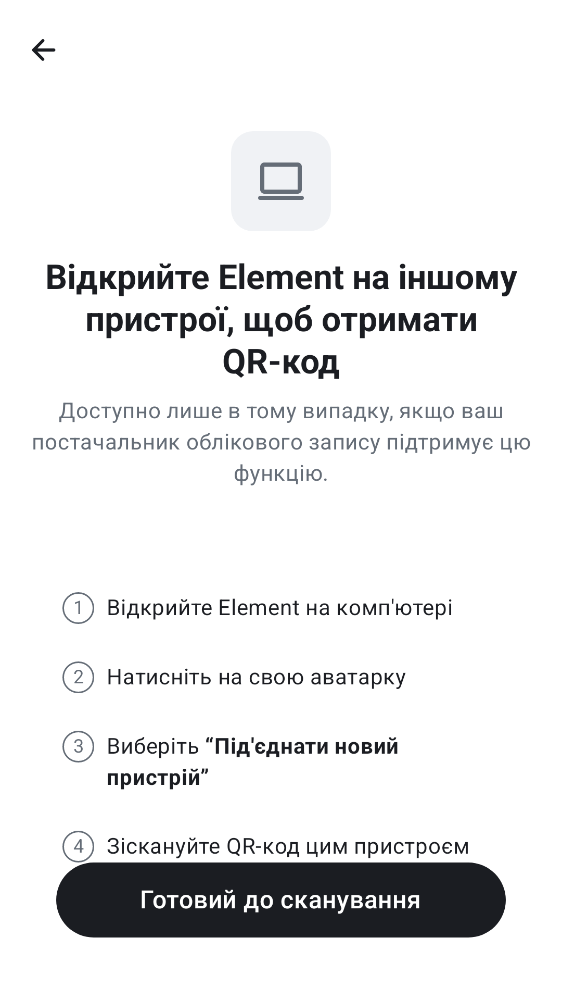 Відкрийте Element на іншому
пристрої, щоб отримати
QR-код
Доступно лише в тому випадку, якщо ваш
постачальник облікового запису підтримує цю
функцію.
1 Відкрийте Element на комп'ютері
2 Натисніть на свою аватарку
3 Виберіть “Під'єднати новий
пристрій”
4 Зіскануйте QR-код цим пристроєм
Готовий до сканування